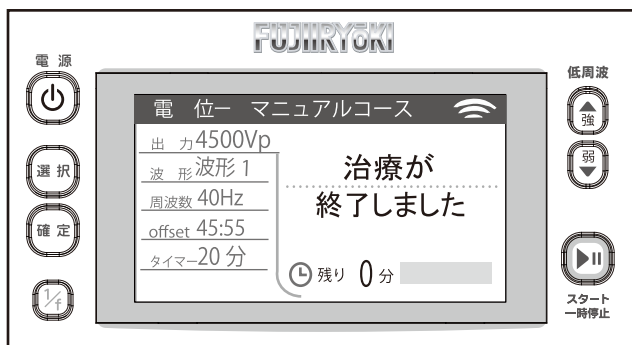 FUJIIRYōKI
電源
低周波
強
弱
選択
確定
1/f
スタート
一時停止
電 位ー マニュアルコース
出 力4500Vp
波 形 波形 1
周波数 40Hz
offset 45:55
タイマー20 分
治療が
終了しました
残り 0 分